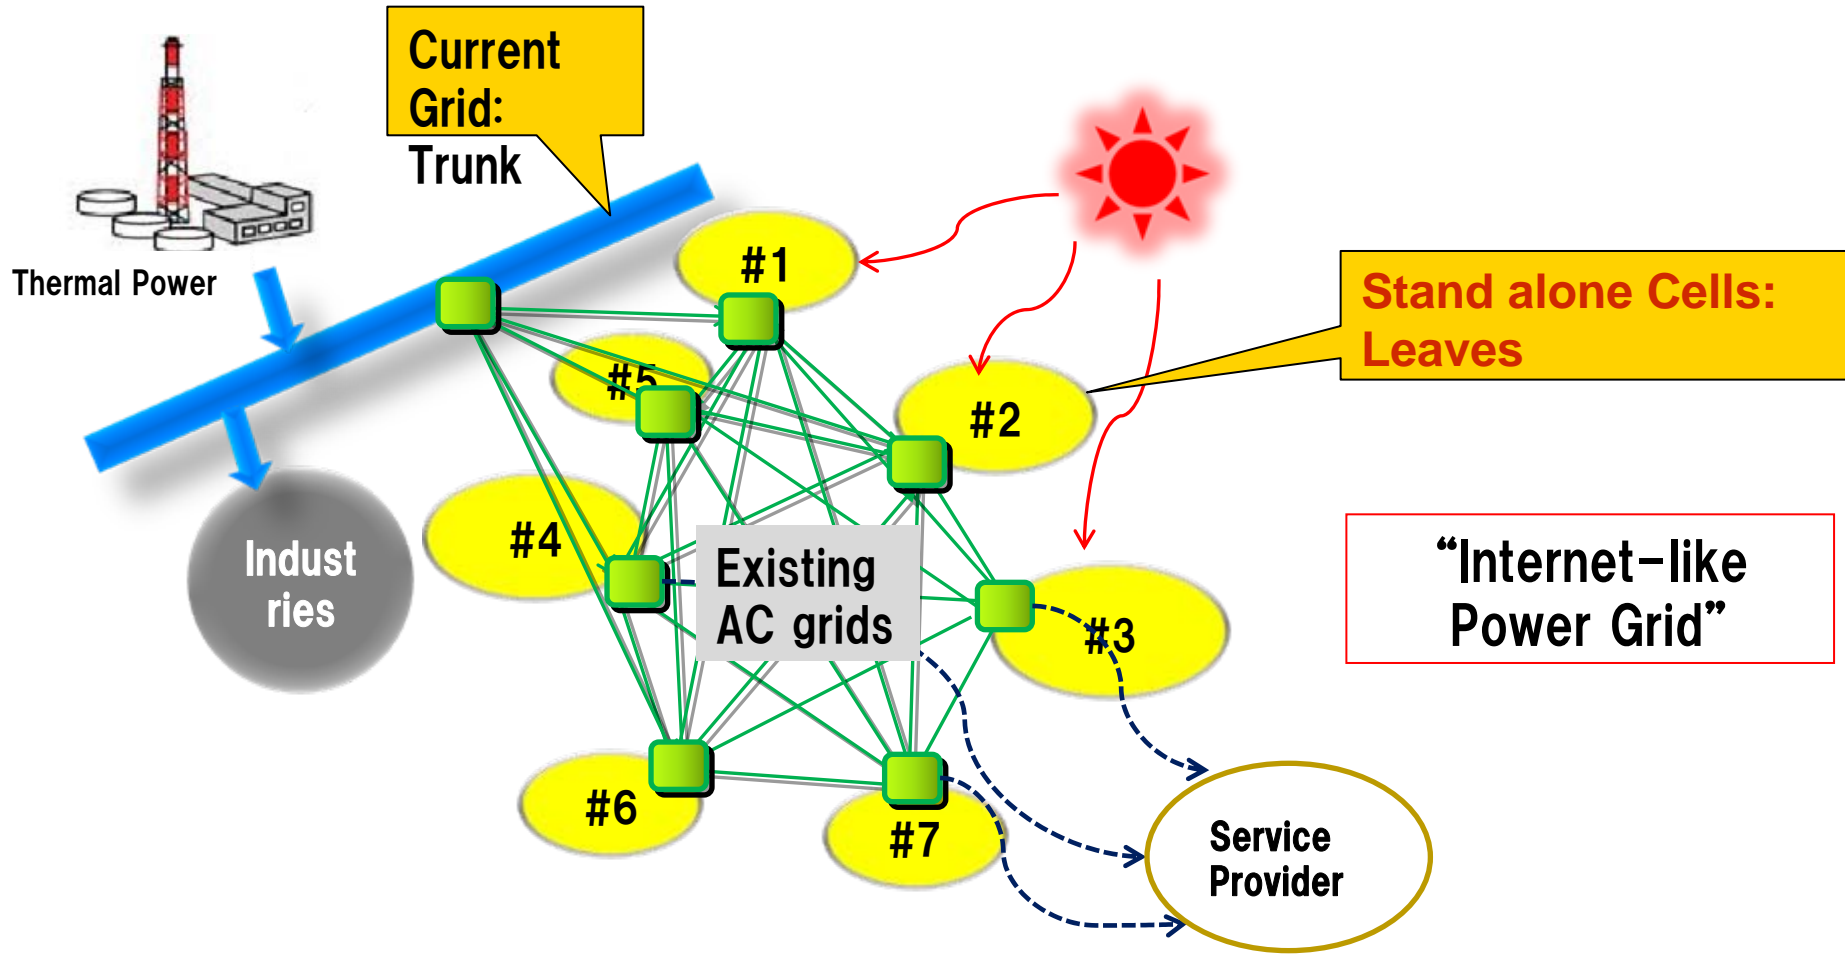 Current
Grid:
Trunk
Thermal Power
#1
Stand alone Cells:
Leaves
#5
#2
#4
Indust
ries
Existing
AC grids
“Internet-like
Power Grid”
#3
#6
#7
Service
Provider